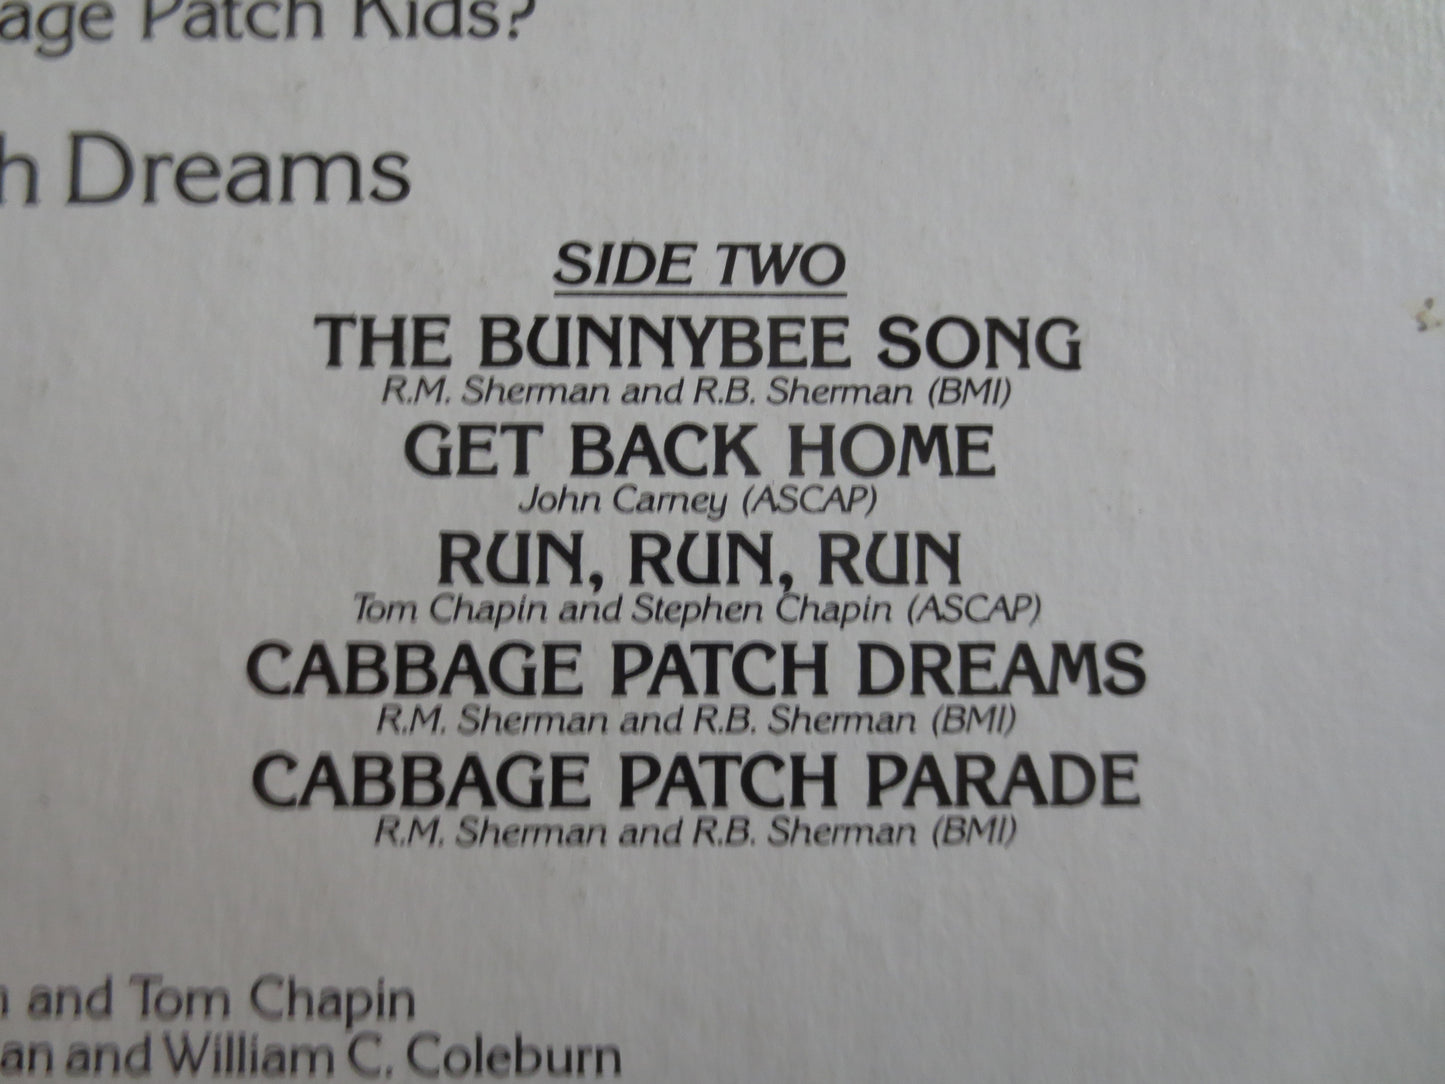 age Patch Kids?
h Dreams
SIDE TWO
THE BUNNYBEE SONG
R.M. Sherman and R.B. Sherman (BMI)
GET BACK HOME
John Carney (ASCAP)
RUN, RUN, RUN
Tom Chapin and Stephen Chapin (ASCAP)
CABBAGE PATCH DREAMS
R.M. Sherman and R.B. Sherman (BMI)
CABBAGE PATCH PARADE
R.M. Sherman and R.B. Sherman (BMI)
and Tom Chapin
an and William C. Coleburn